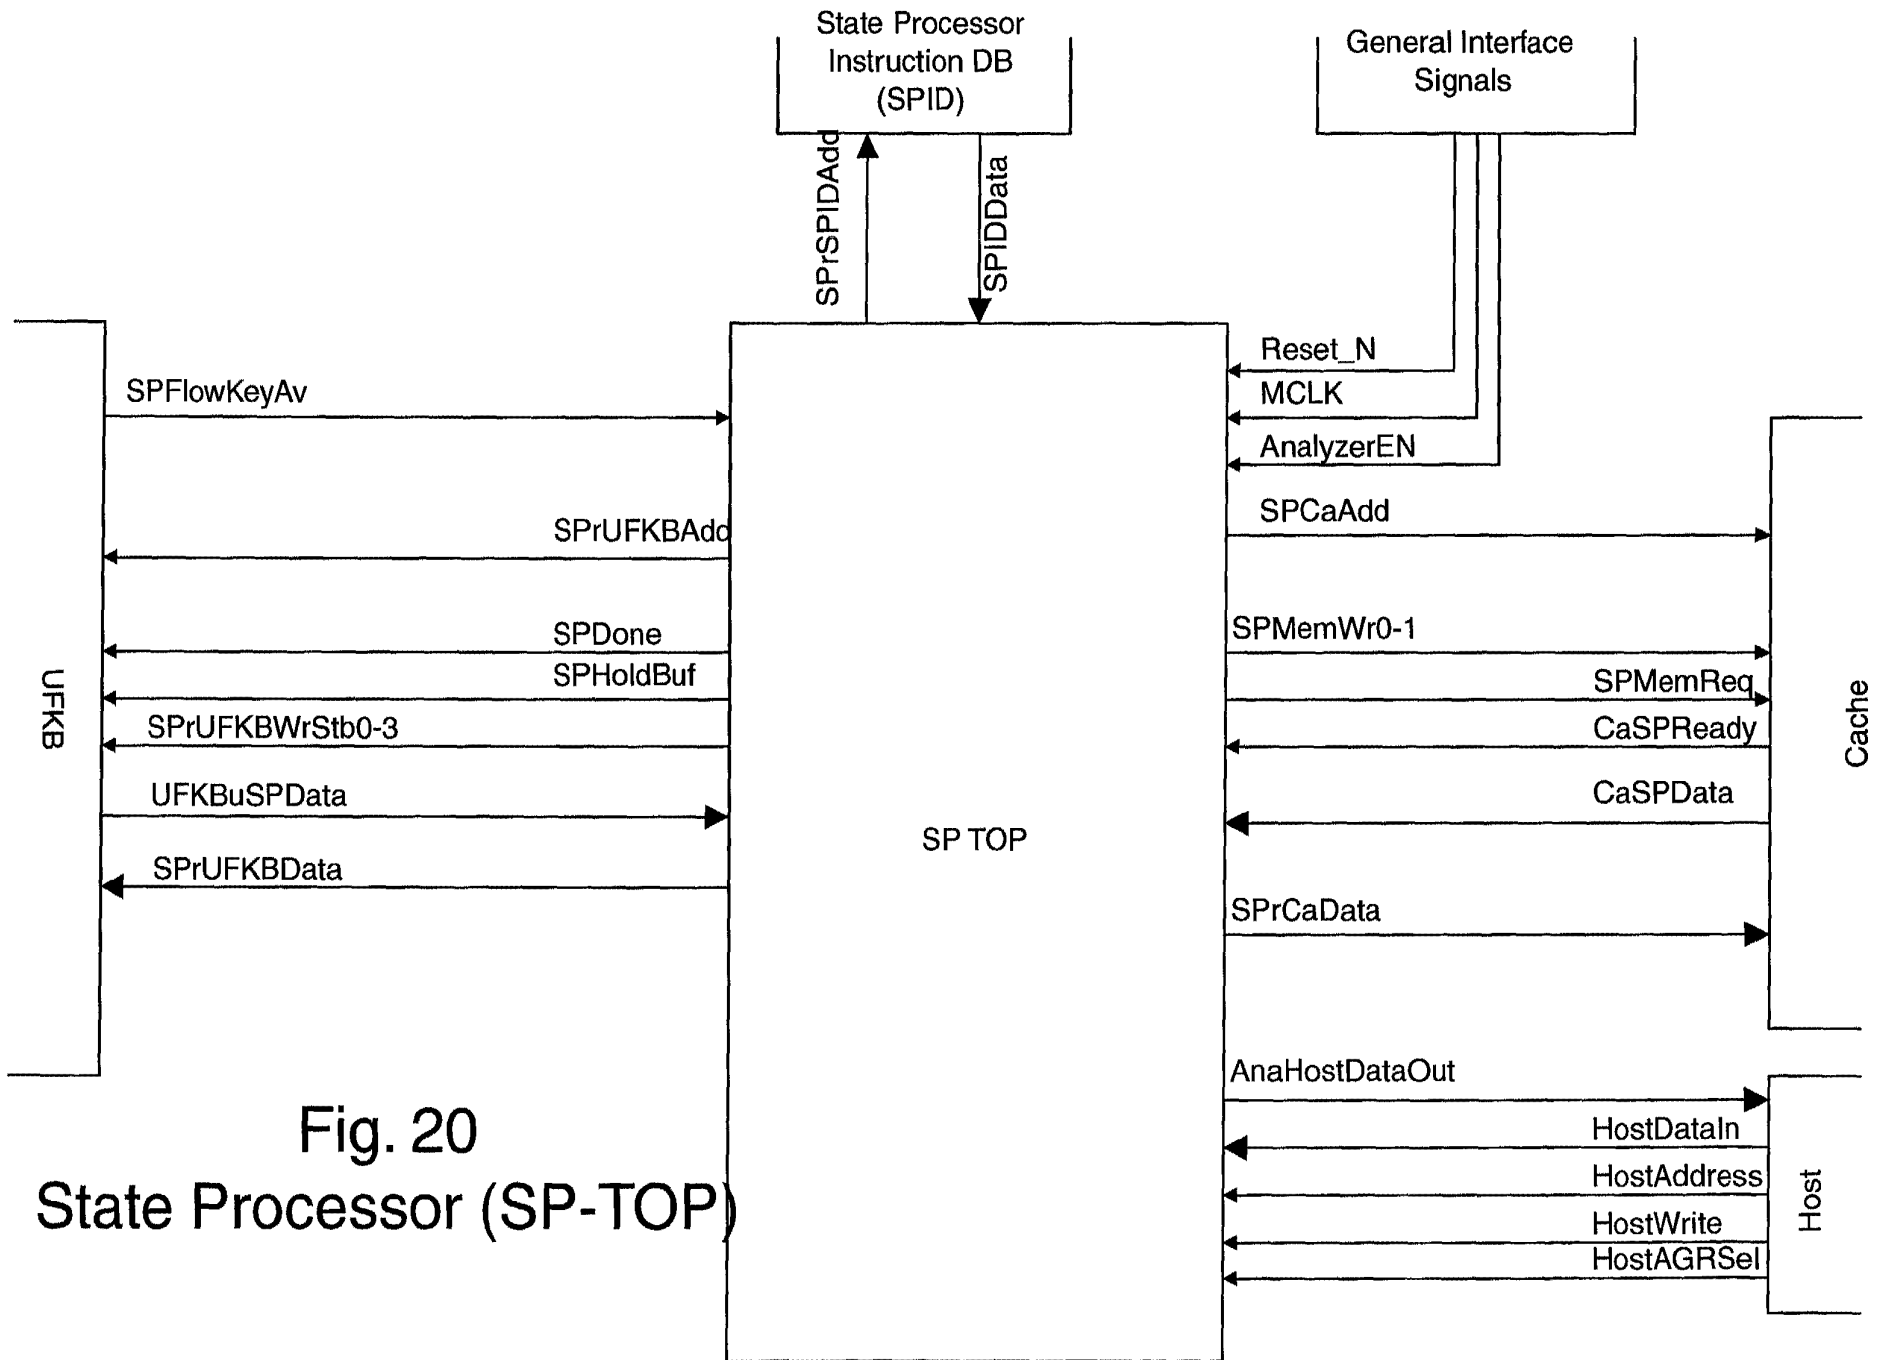 State Processor
Instruction DB
(SPID)
General Interface
Signals
SPrSPIDAdd
SPIDData
Reset_N
MCLK
AnalyzerEN
SPFlowKeyAv
SPrUFKBAdd
SPDone
SPHoldBuf
SPrUFKBWrStb0-3
UFKBuSPData
SPrUFKBData
UFKB
SP TOP
SPCaAdd
SPMemWr0-1
SPMemReq
CaSPReady
CaSPData
SPrCaData
Cache
AnaHostDataOut
HostDataIn
HostAddress
HostWrite
HostAGRSel
Host
Fig. 20
State Processor (SP-TOP)